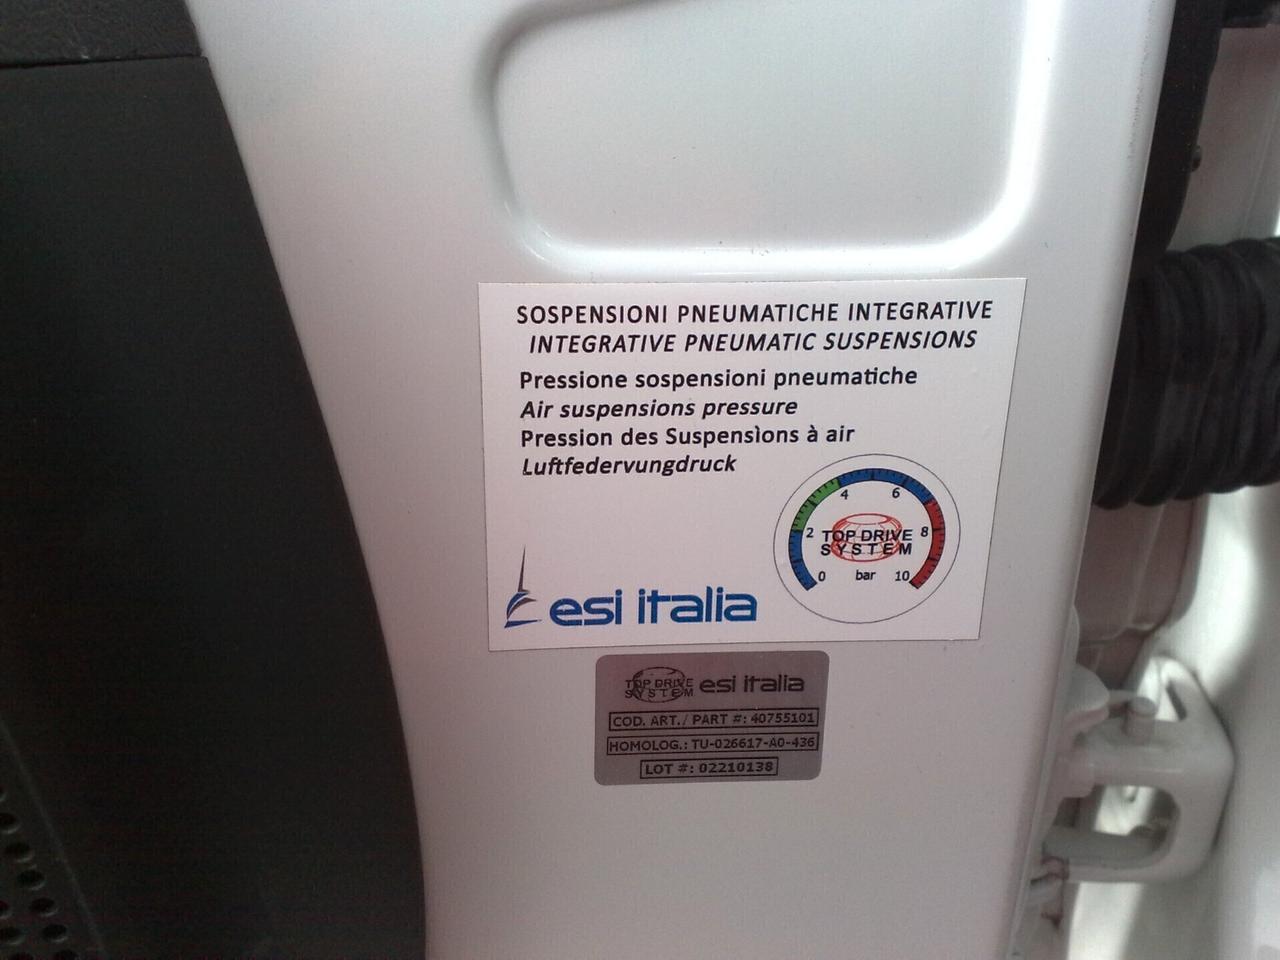 SOSPENSIONI PNEUMATICHE INTEGRATIVE
INTEGRATIVE PNEUMATIC SUSPENSIONS
Pressione sospensioni pneumatiche
Air suspensions pressure
Pression des Suspensìons à air
Luftfedervungdruck
4 6
2 TOP DRIVE 8
SYSTEM
0 bar 10
esi italia
TOP DRIVE
SYSTEM esi italia
COD. ART./ PART #: 40755101
HOMOLOG.: TU-026617-A0-436
LOT #: 02210138